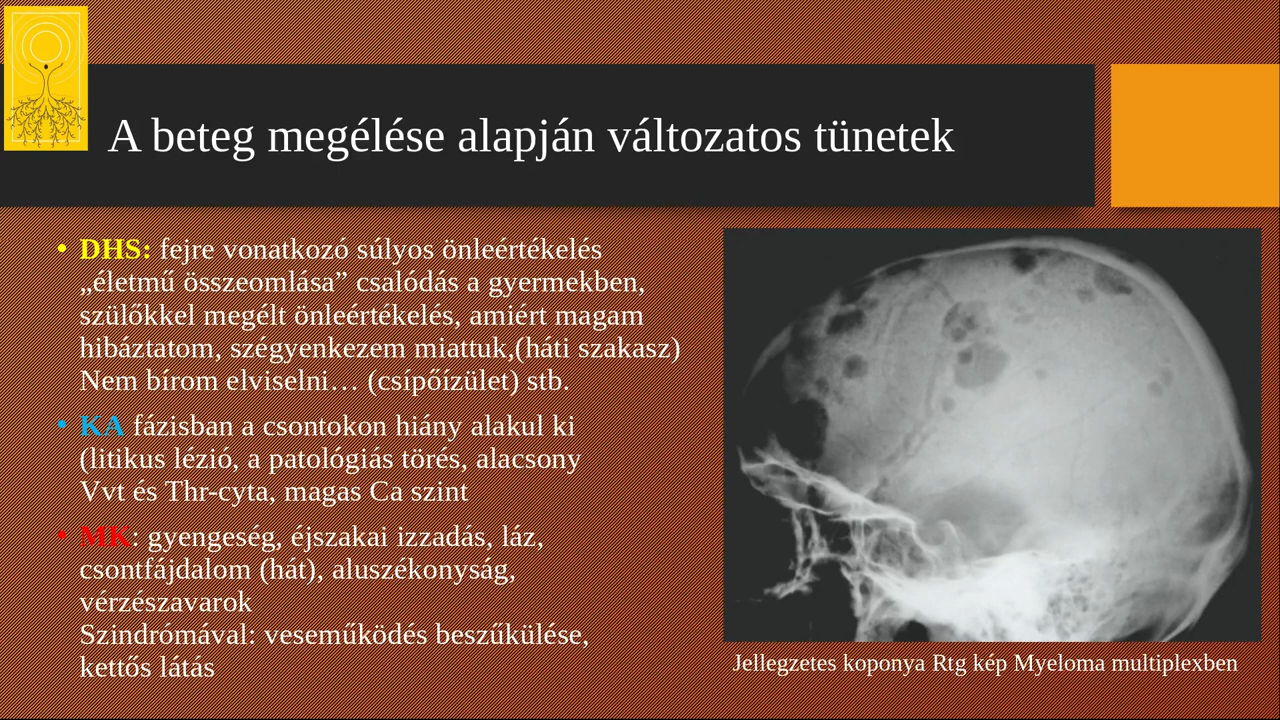 A beteg megélése alapján változatos tünetek
• DHS: fejre vonatkozó súlyos önleértékelés
„életmű összeomlása” csalódás a gyermekben,
szülőkkel megélt önleértékelés, amiért magam
hibáztatom, szégyenkezem miattuk,(háti szakasz)
Nem bírom elviselni… (csípőízület) stb.
• KA fázisban a csontokon hiány alakul ki
(litikus lézió, a patológiás törés, alacsony
Vvt és Thr-cyta, magas Ca szint
• MK: gyengeség, éjszakai izzadás, láz,
csontfájdalom (hát), aluszékonyság,
vérzészavarok
Szindrómával: veseműködés beszűkülése,
kettős látás
Jellegzetes koponya Rtg kép Myeloma multiplexben